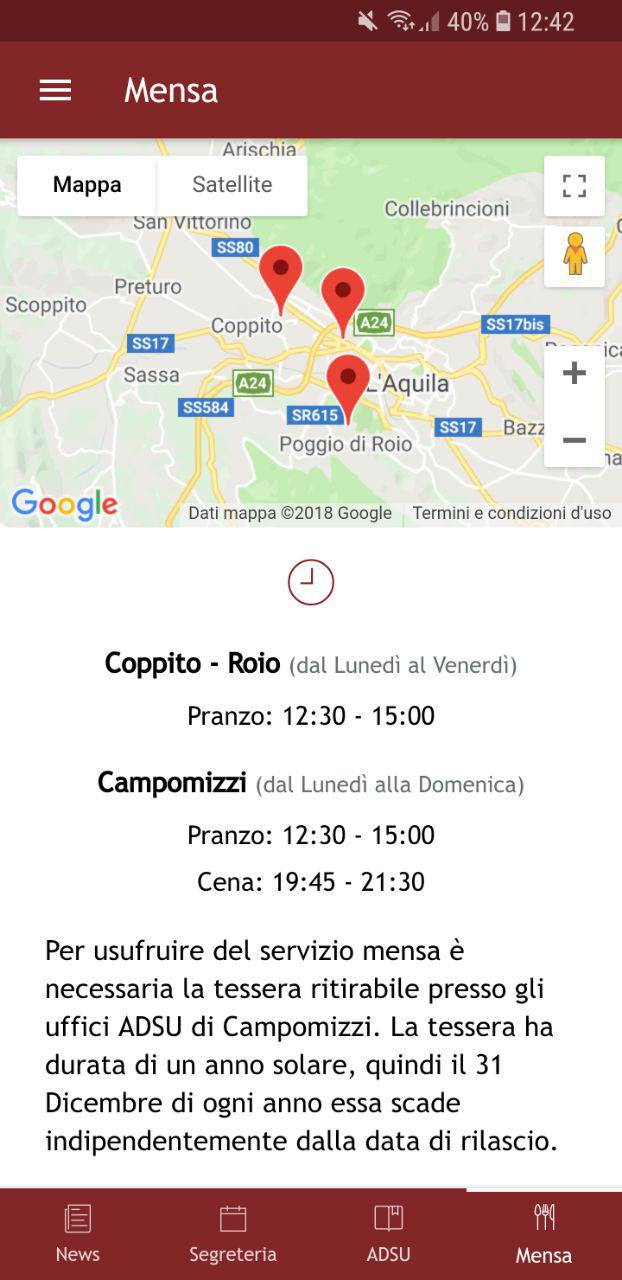 40% 12:42
Mensa
Arischia
Mappa Satellite
Collebrincioni
San Vittorino
SS80
Preturo
Scoppito
Coppito
A24
SS17bis
SS17
Sassa
A24
L'Aquila
SS584
SR615
SS17
Poggio di Roio
Google
Dati mappa ©2018 Google Termini e condizioni d'uso
Coppito - Roio (dal Lunedì al Venerdì)
Pranzo: 12:30 - 15:00
Campomizzi (dal Lunedì alla Domenica)
Pranzo: 12:30 - 15:00
Cena: 19:45 - 21:30
Per usufruire del servizio mensa è
necessaria la tessera ritirabile presso gli
uffici ADSU di Campomizzi. La tessera ha
durata di un anno solare, quindi il 31
Dicembre di ogni anno essa scade
indipendentemente dalla data di rilascio.
News Segreteria ADSU Mensa